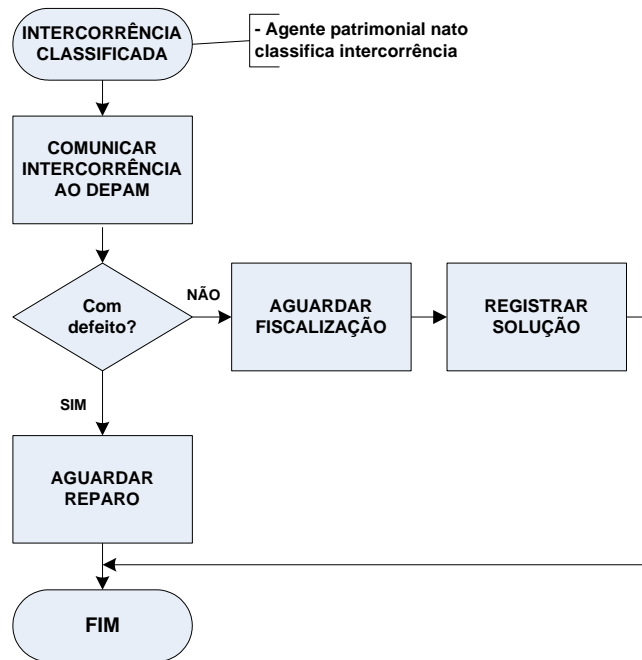 INTERCORRÊNCIA
CLASSIFICADA
- Agente patrimonial nato
classifica intercorrência
COMUNICAR
INTERCORRÊNCIA
AO DEPAM
Com
defeito?
NÃO
AGUARDAR
FISCALIZAÇÃO
REGISTRAR
SOLUÇÃO
SIM
AGUARDAR
REPARO
FIM